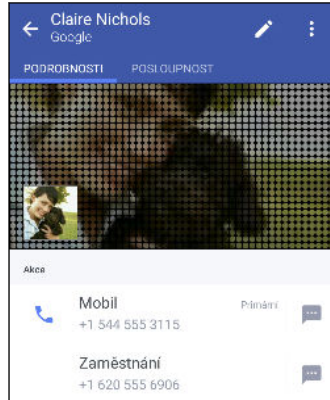 Claire Nichols
Google
PODROBNOSTI POSLOUPNOST
Akce
Mobil Primární
+1 544 555 3115
Zaměstnání
+1 620 555 6906